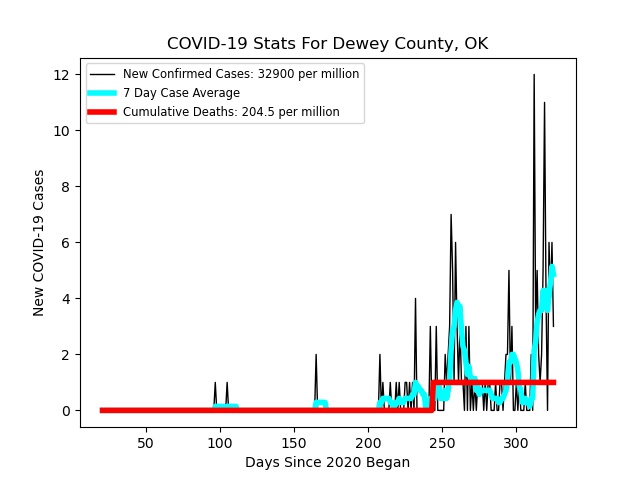 COVID-19 Stats For Dewey County, OK
New Confirmed Cases: 32900 per million
7 Day Case Average
Cumulative Deaths: 204.5 per million
New COVID-19 Cases
12
10
8
6
4
2
0
50 100 150 200 250 300
Days Since 2020 Began